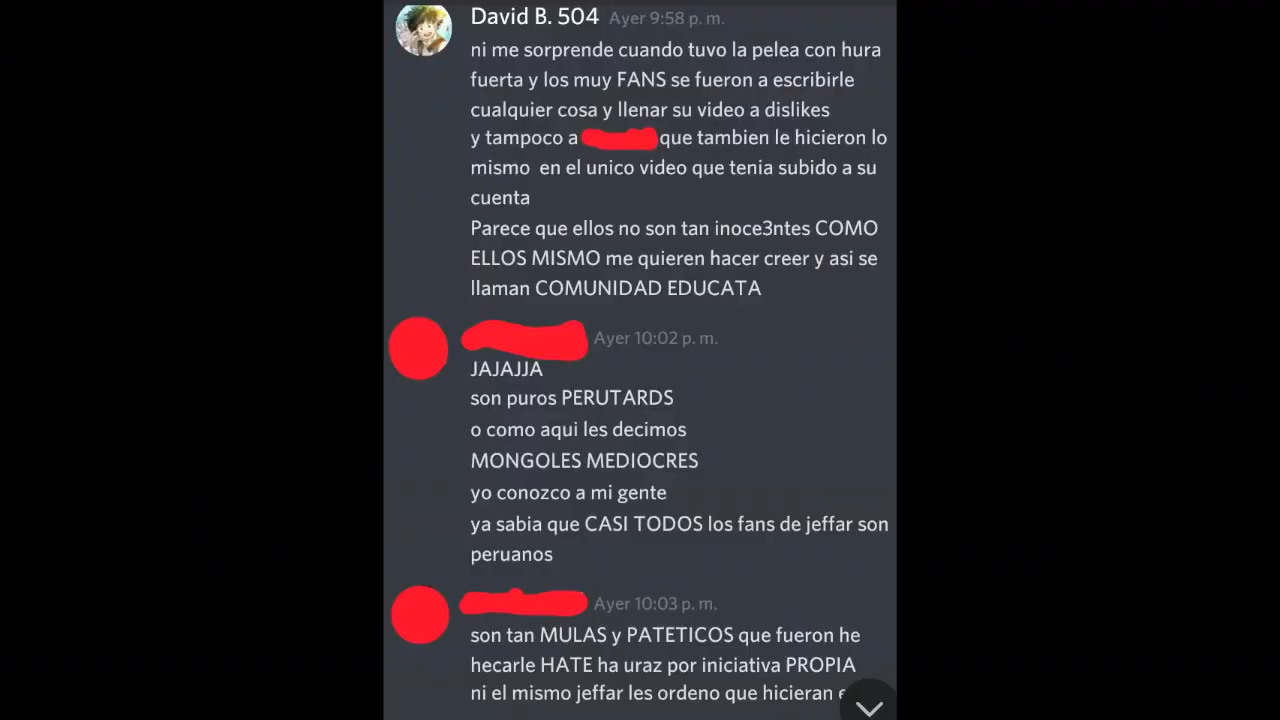 David B. 504 Ayer 9:58 p. m.
ni me sorprende cuando tuvo la pelea con hura
fuerta y los muy FANS se fueron a escribirle
cualquier cosa y llenar su video a dislikes
y tampoco a que tambien le hicieron lo
mismo en el unico video que tenia subido a su
cuenta
Parece que ellos no son tan inoce3ntes COMO
ELLOS MISMO me quieren hacer creer y asi se
llaman COMUNIDAD EDUCATA
Ayer 10:02 p. m.
JAJAJJA
son puros PERUTARDS
o como aqui les decimos
MONGOLES MEDIOCRES
yo conozco a mi gente
ya sabia que CASI TODOS los fans de jeffar son
peruanos
Ayer 10:03 p. m.
son tan MULAS y PATETICOS que fueron he
hecarle HATE ha uraz por iniciativa PROPIA
ni el mismo jeffar les ordeno que hicieran